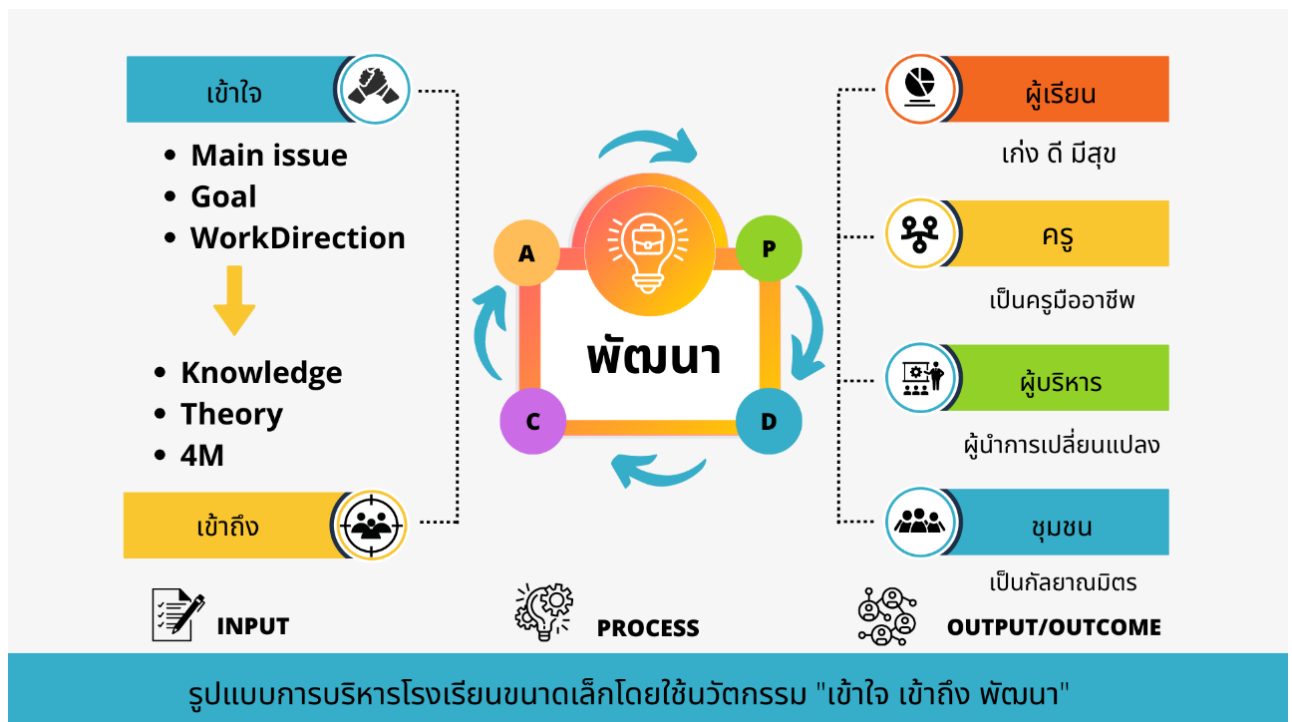 เข้าใจ
• Main issue
• Goal
• WorkDirection
• Knowledge
• Theory
• 4M
เข้าถึง
INPUT
A
P
พัฒนา
C
D
PROCESS
ผู้เรียน
เก่ง ดี มีสุข
ครู
เป็นครูมืออาชีพ
ผู้บริหาร
ผู้นำการเปลี่ยนแปลง
ชุมชน
เป็นกัลยาณมิตร
OUTPUT/OUTCOME
รูปแบบการบริหารโรงเรียนขนาดเล็กโดยใช้นวัตกรรม "เข้าใจ เข้าถึง พัฒนา"